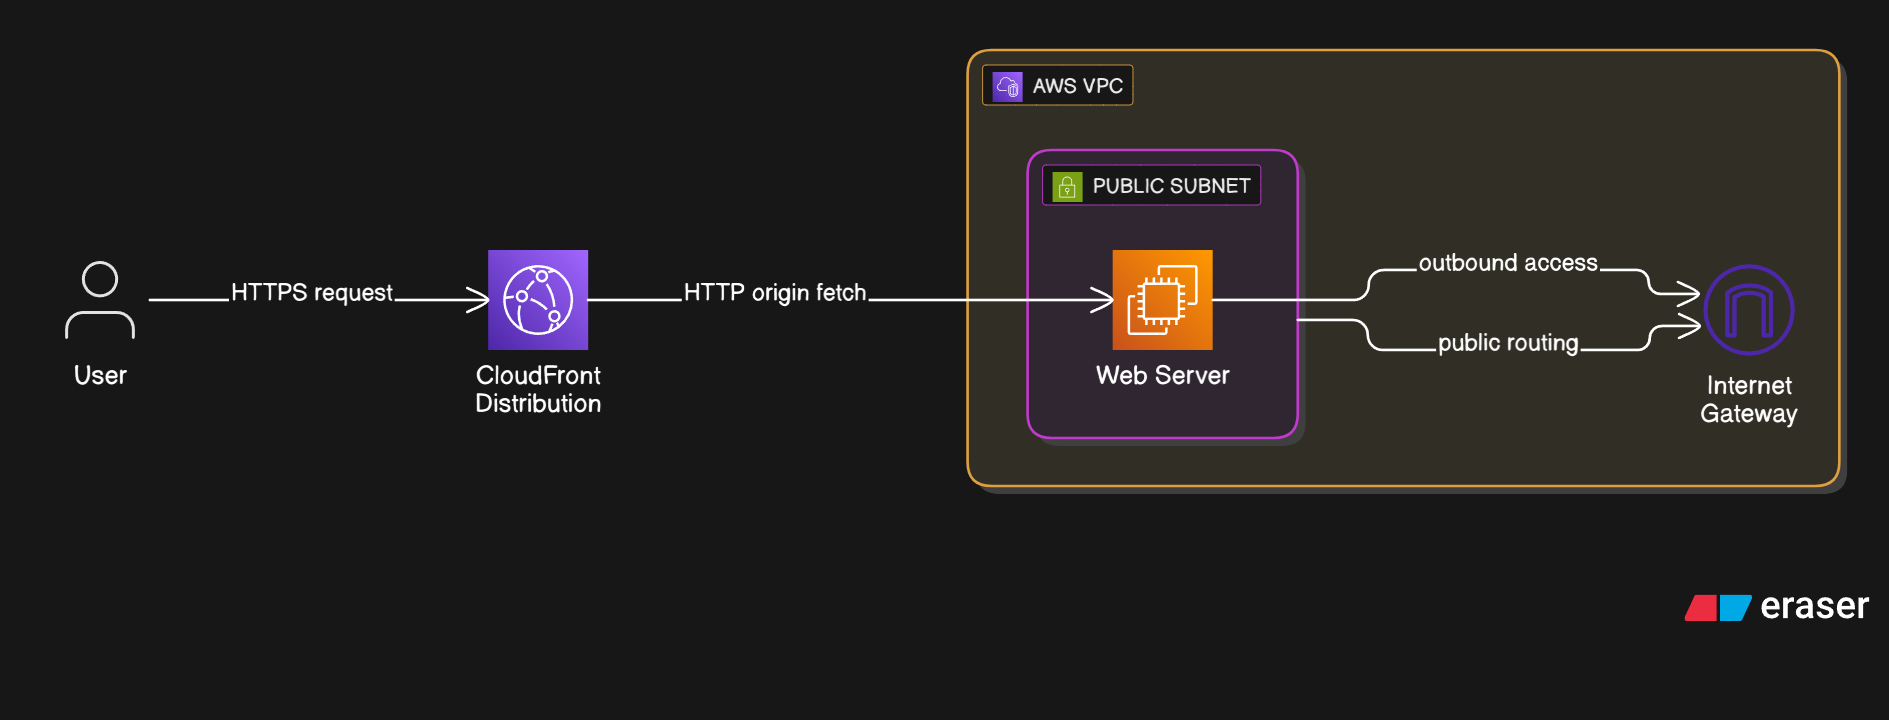 AWS VPC
PUBLIC SUBNET
HTTPS request
HTTP origin fetch
outbound access
public routing
User
CloudFront
Distribution
Web Server
Internet
Gateway
eraser